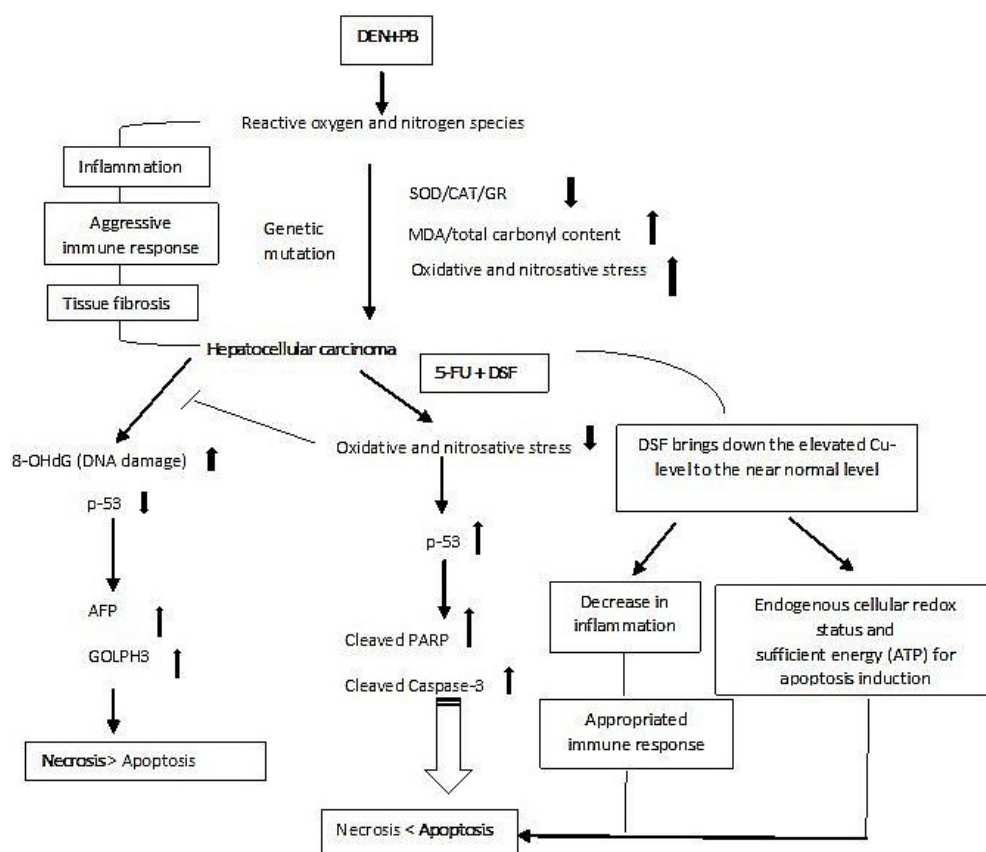 DEN+PB
Reactive oxygen and nitrogen species
Inflammation
Aggressive
immune response
Tissue fibrosis
Genetic
mutation
SOD/CAT/GR
MDA/total carbonyl content
Oxidative and nitrosative stress
Hepatocellular carcinoma
5-FU + DSF
8-OHdG (DNA damage)
p-53
AFP
GOLPH3
Necrosis > Apoptosis
Oxidative and nitrosative stress
p-53
Cleaved PARP
Cleaved Caspase-3
Necrosis < Apoptosis
DSF brings down the elevated Cu-
level to the near normal level
Decrease in
inflammation
Appropriated
immune response
Endogenous cellular redox
status and
sufficient energy (ATP) for
apoptosis induction